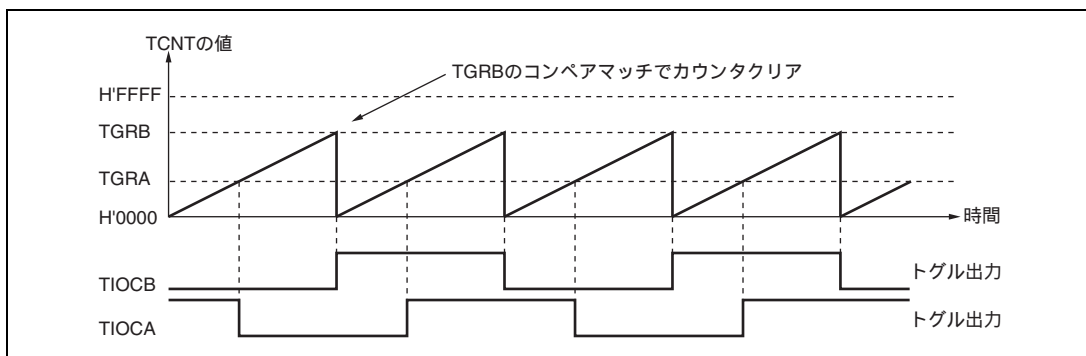 TCNTの値
TGRBのコンペアマッチでカウンタクリア
H'FFFF
TGRB
TGRA
H'0000
時間
TIOCB
トグル出力
TIOCA
トグル出力